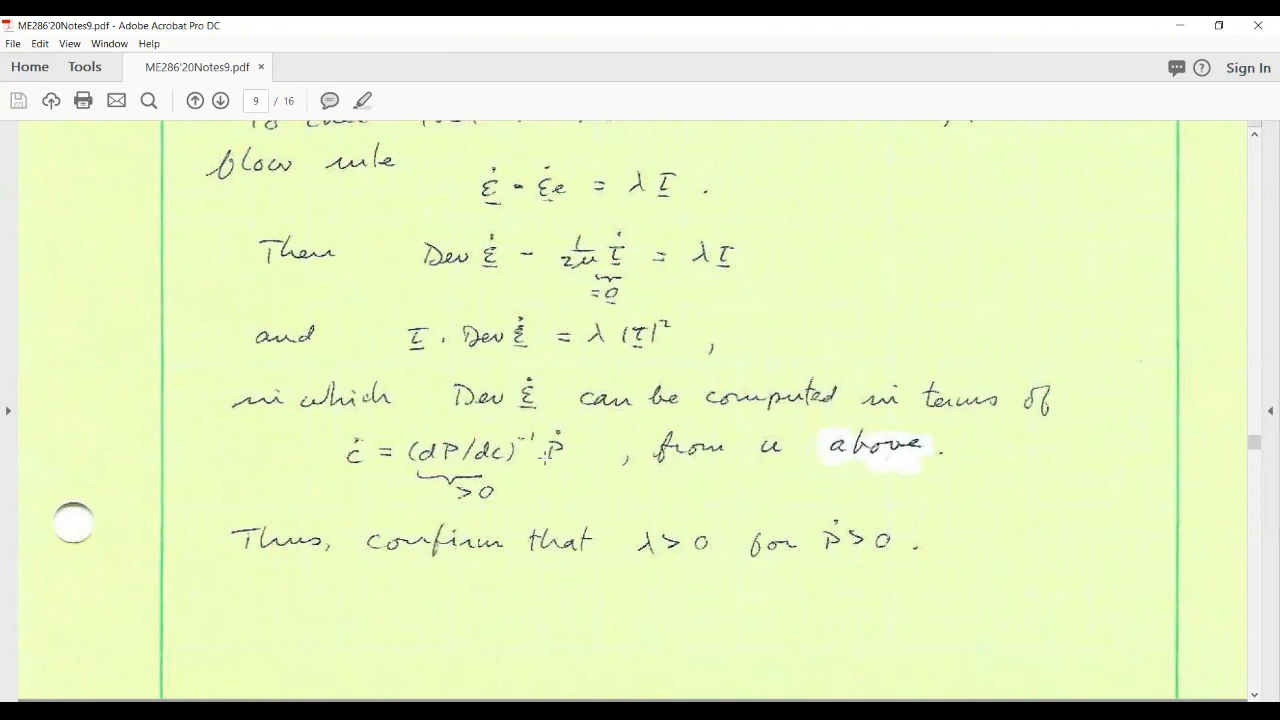 ME286'20Notes9.pdf - Adobe Acrobat Pro DC
File Edit View Window Help
Home Tools ME286'20Notes9.pdf × Sign In
9 / 16
flow rule
ε̇ - ε̇e = λ τ .
Then Dev ε̇ - 1/2μ τ̇ = λ τ
= 0
and τ · Dev ε̇ = λ |τ|² ,
in which Dev ε̇ can be computed in terms of
ċ = (dP/dc)⁻¹ Ṗ , from u above.
> 0
Thus, confirm that λ > 0 for Ṗ > 0 .